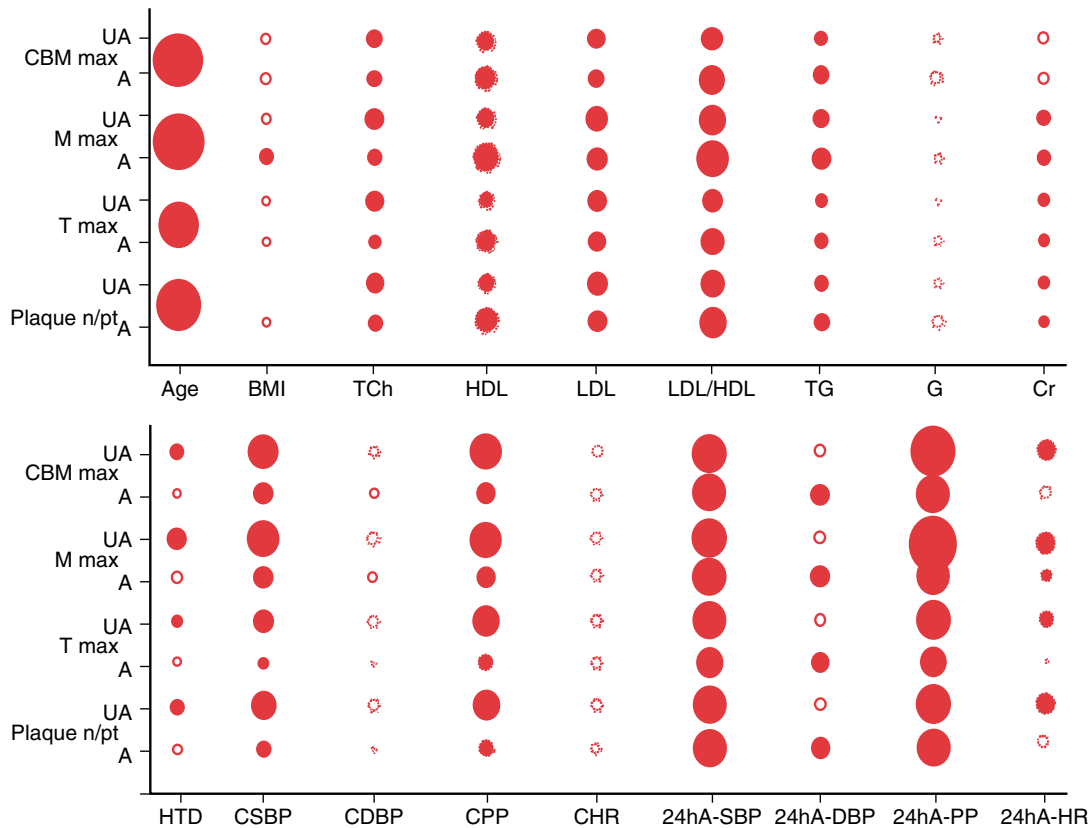 UA
CBM max
A
UA
M max
A
UA
T max
A
UA
Plaque n/pt
A
Age BMI TCh HDL LDL LDL/HDL TG G Cr
UA
CBM max
A
UA
M max
A
UA
T max
A
UA
Plaque n/pt
A
HTD CSBP CDBP CPP CHR 24hA-SBP 24hA-DBP 24hA-PP 24hA-HR